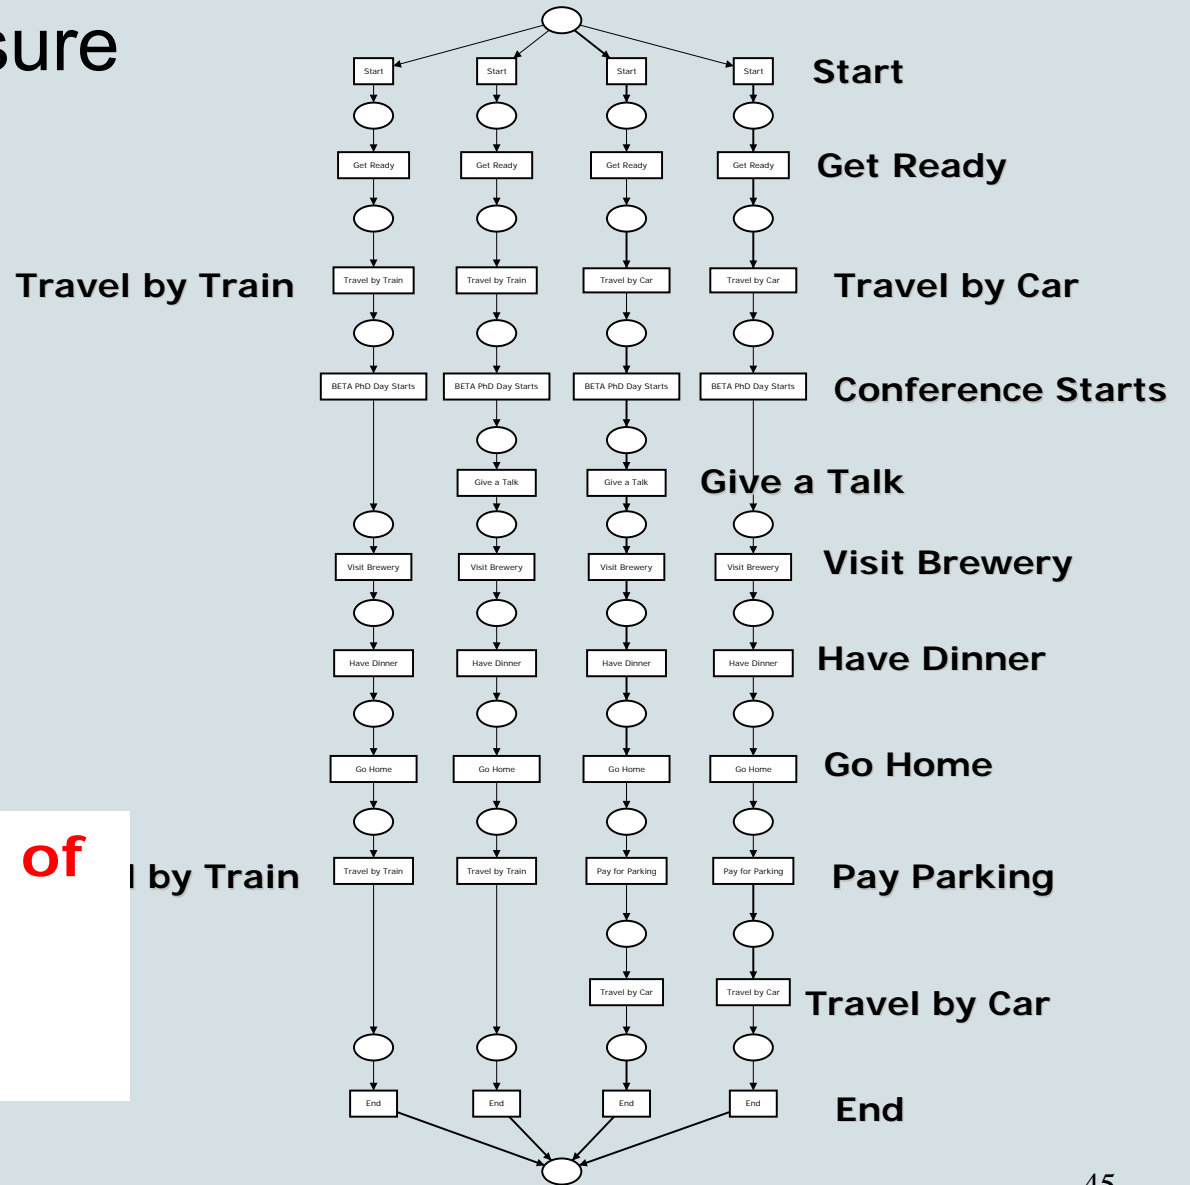 sure
Start Start Start Start Start
Get Ready Get Ready Get Ready Get Ready Get Ready
Travel by Train Travel by Train Travel by Train Travel by Car Travel by Car Travel by Car
BETA PhD Day Starts BETA PhD Day Starts BETA PhD Day Starts BETA PhD Day Starts Conference Starts
Give a Talk Give a Talk Give a Talk
Visit Brewery Visit Brewery Visit Brewery Visit Brewery Visit Brewery
Have Dinner Have Dinner Have Dinner Have Dinner Have Dinner
Go Home Go Home Go Home Go Home Go Home
of
by Train Travel by Train Travel by Train Pay for Parking Pay for Parking Pay Parking
Travel by Car Travel by Car Travel by Car
End End End End End
45